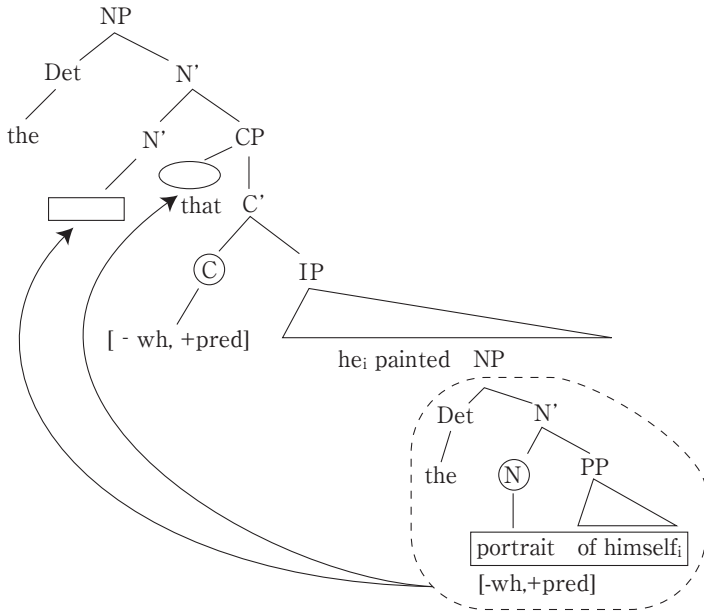 NP
Det N'
the N' CP
that C'
C IP
[ - wh, +pred]
heᵢ painted NP
Det N'
the N PP
portrait of himselfᵢ
[-wh,+pred]